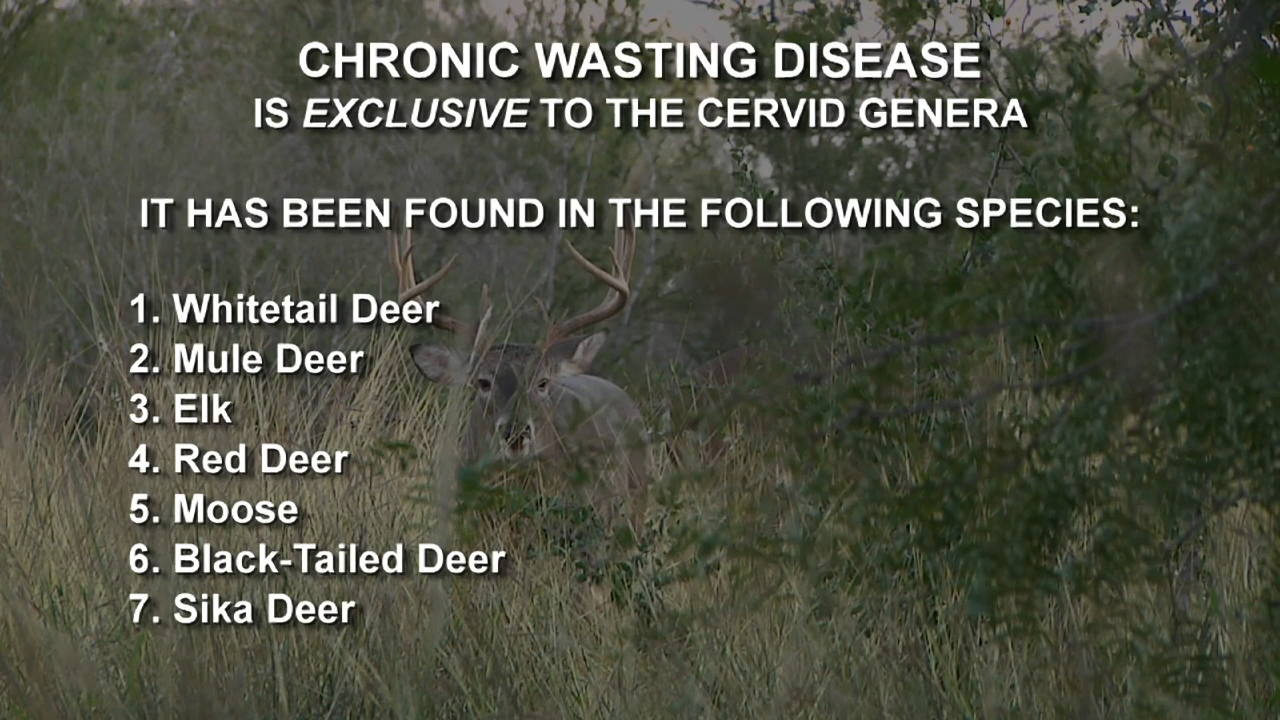 CHRONIC WASTING DISEASE
IS EXCLUSIVE TO THE CERVID GENERA
IT HAS BEEN FOUND IN THE FOLLOWING SPECIES:
1. Whitetail Deer
2. Mule Deer
3. Elk
4. Red Deer
5. Moose
6. Black-Tailed Deer
7. Sika Deer